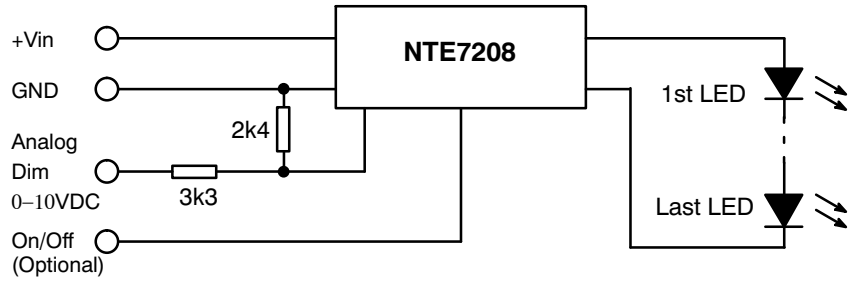 +Vin
NTE7208
GND
1st LED
2k4
Analog
Dim
3k3
0–10VDC
Last LED
On/Off
(Optional)